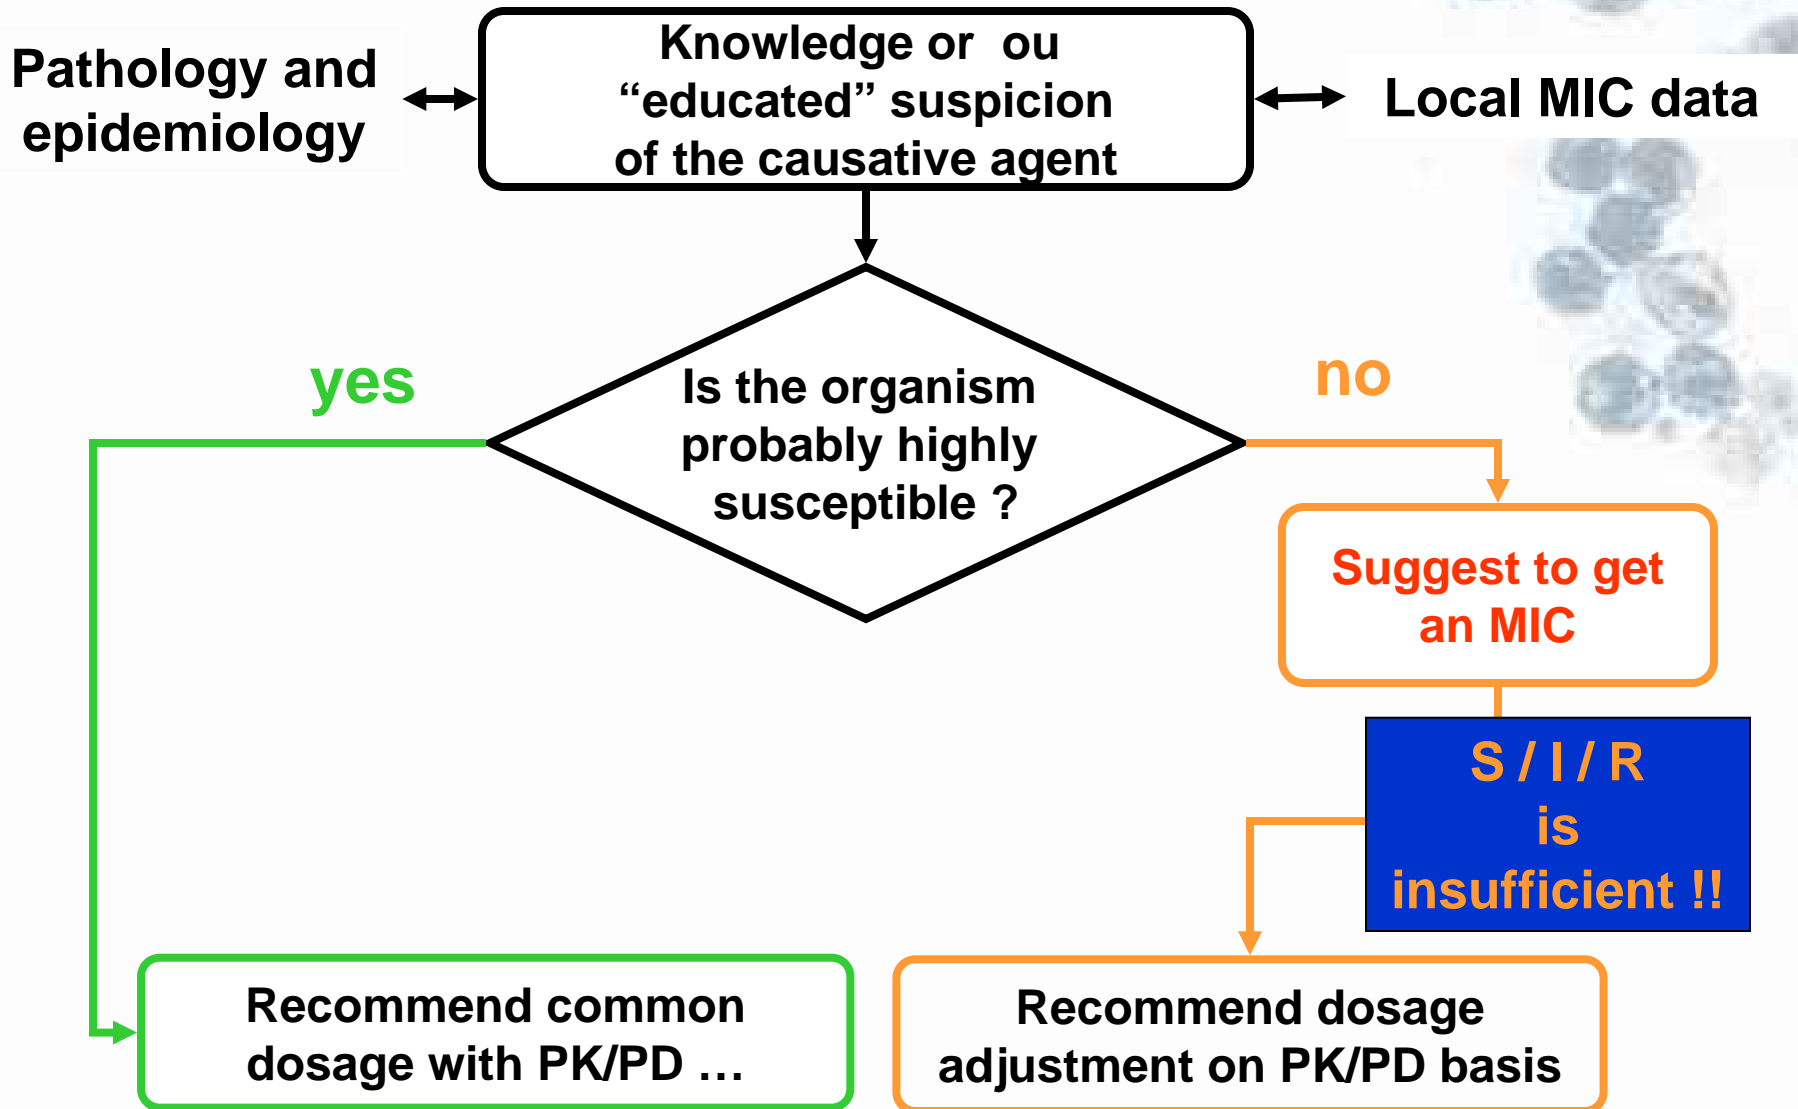 Pathology and
epidemiology
Knowledge or ou
“educated” suspicion
of the causative agent
Local MIC data
yes
Is the organism
probably highly
susceptible ?
no
Suggest to get
an MIC
S / I / R
is
insufficient !!
Recommend common
dosage with PK/PD …
Recommend dosage
adjustment on PK/PD basis